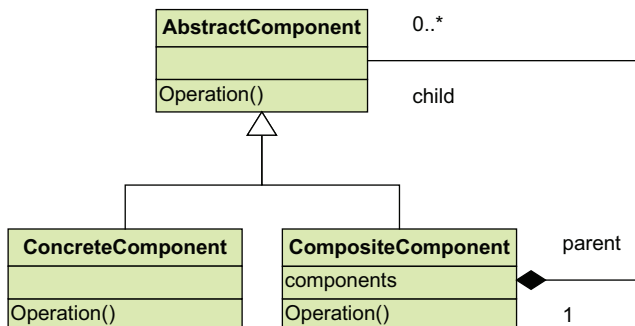 AbstractComponent
0..*
Operation()
child
ConcreteComponent
CompositeComponent
parent
components
Operation()
Operation()
1